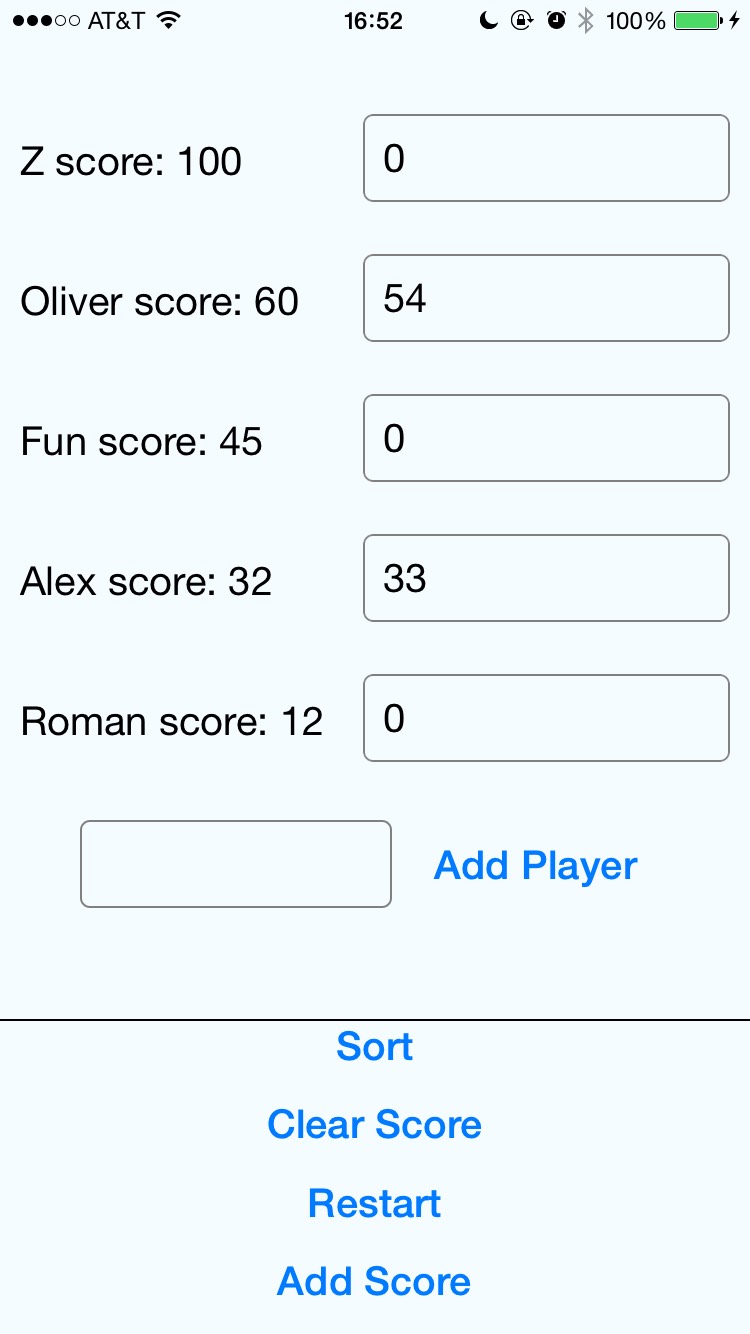 AT&T 16:52 100%
Z score: 100 0
Oliver score: 60 54
Fun score: 45 0
Alex score: 32 33
Roman score: 12 0
Add Player
Sort
Clear Score
Restart
Add Score